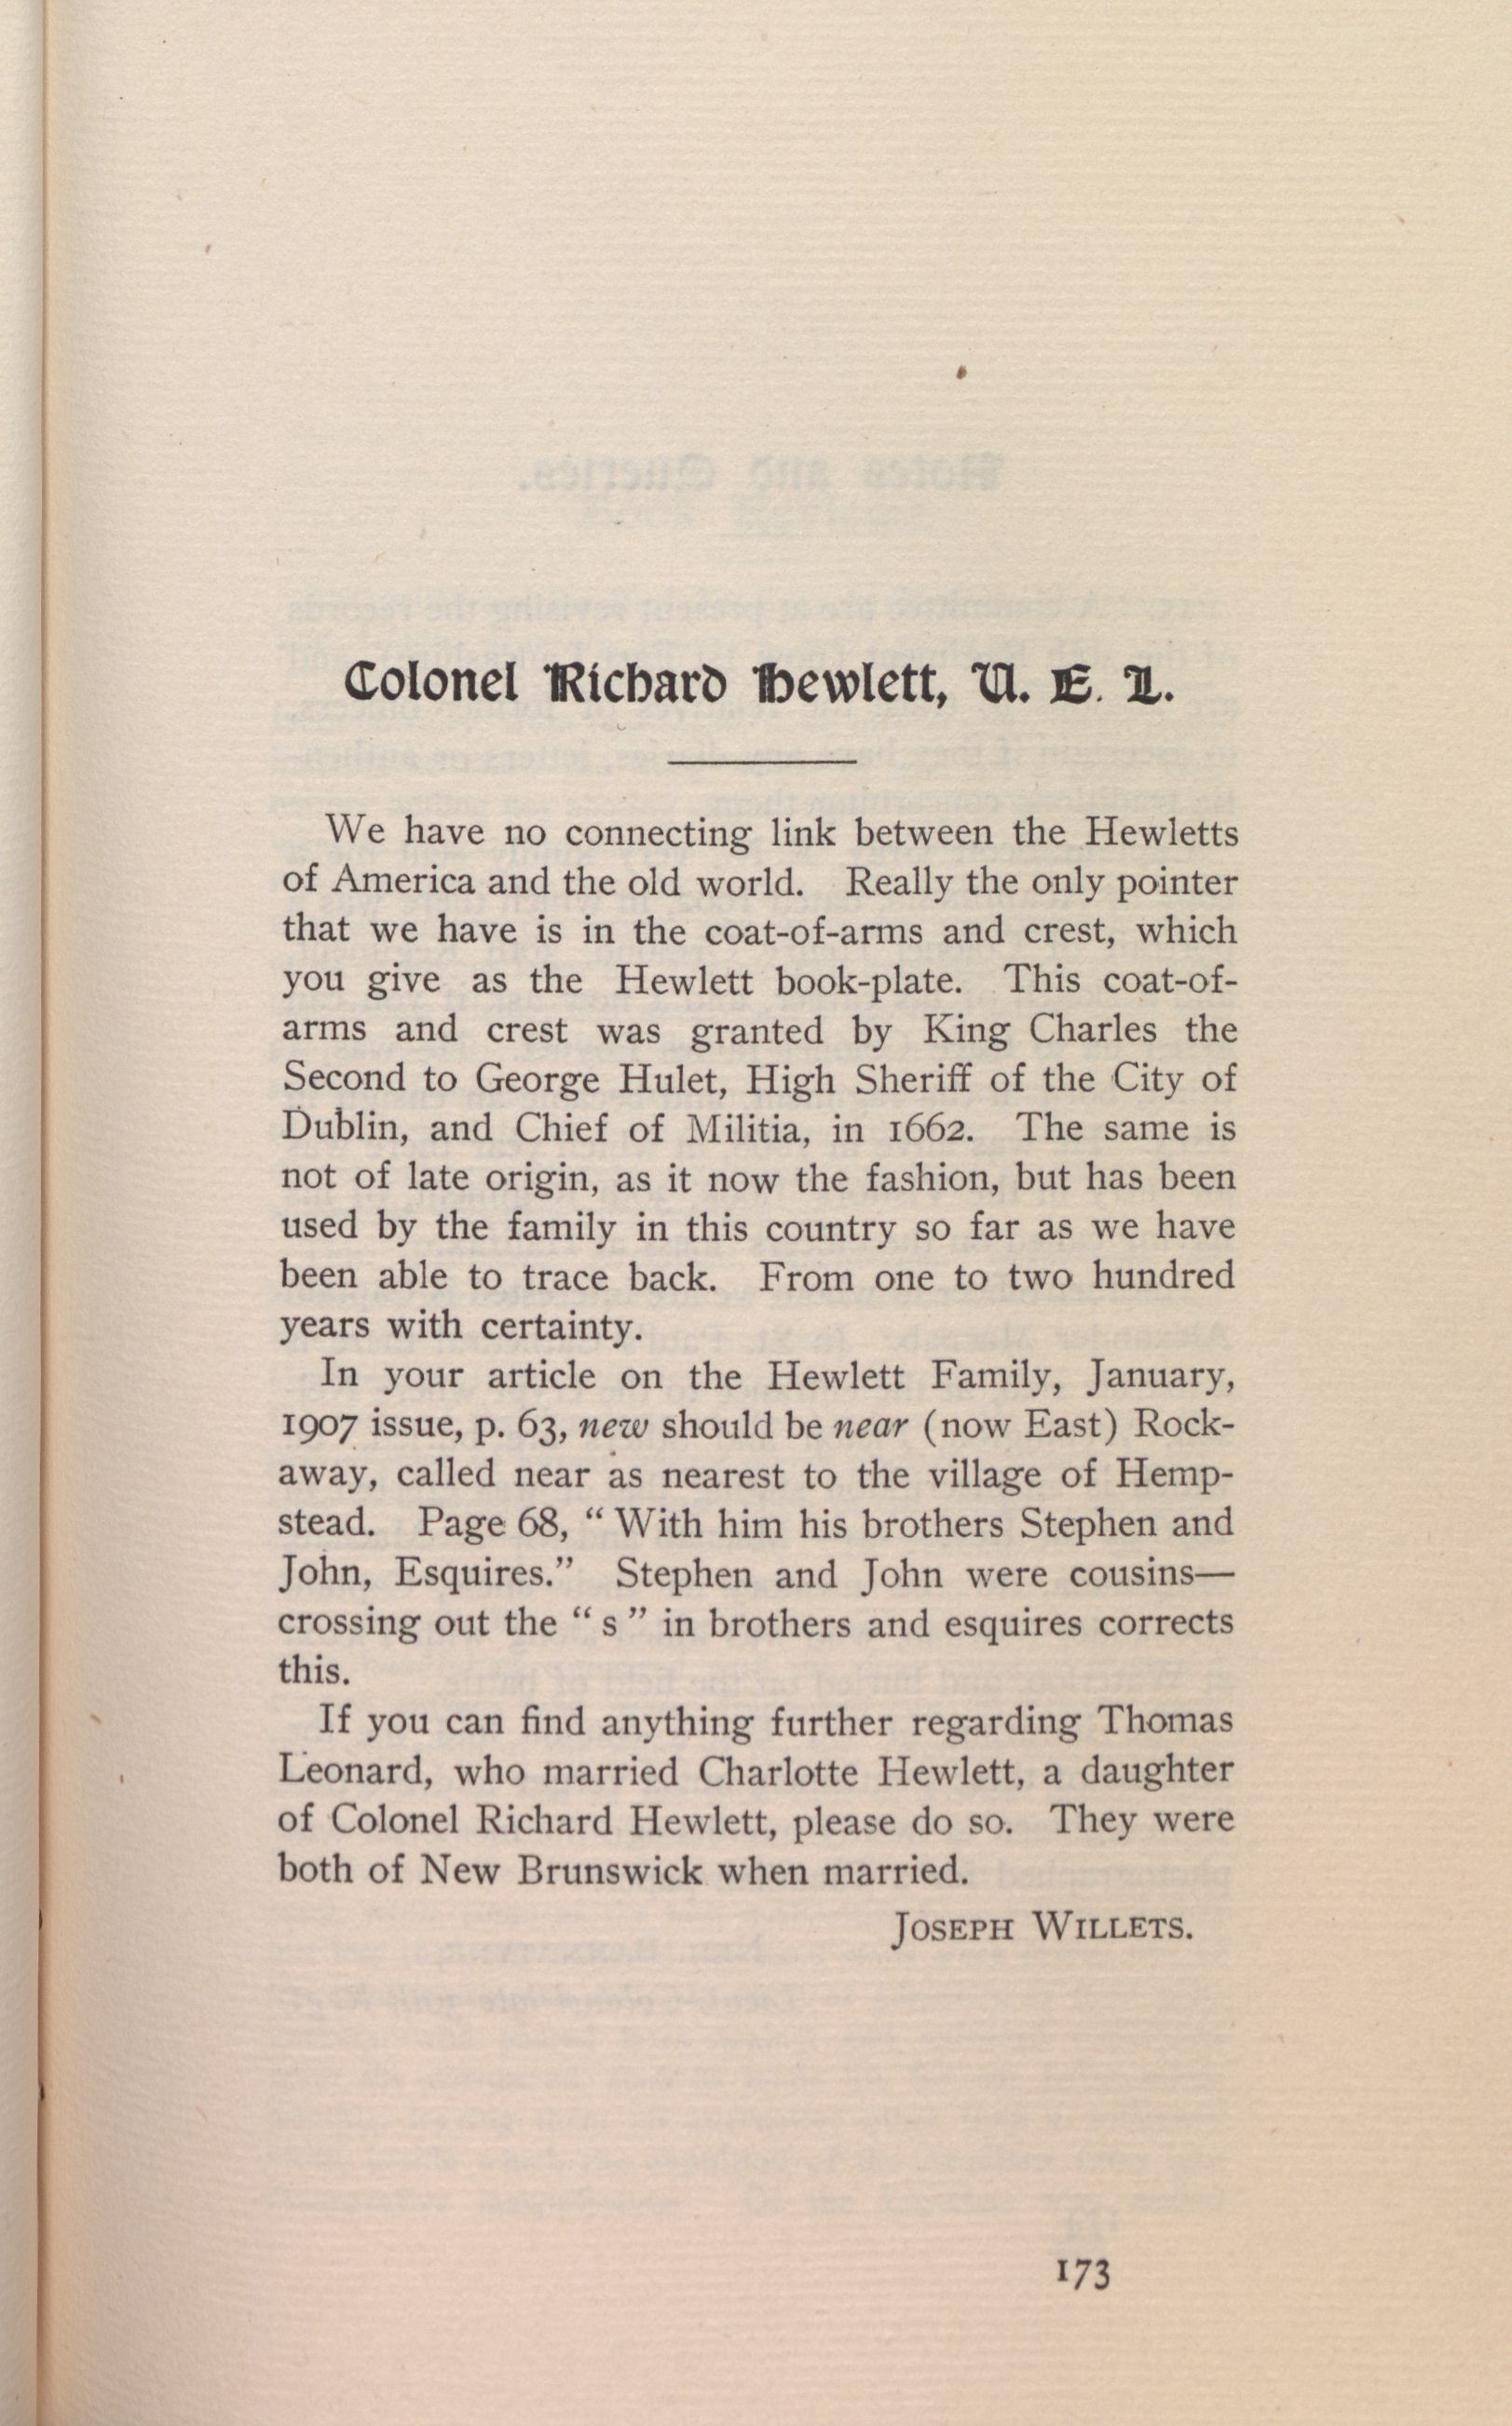 Colonel Richard Hewlett, U. E. L.
We have no connecting link between the Hewletts
of America and the old world. Really the only pointer
that we have is in the coat-of-arms and crest, which
you give as the Hewlett book-plate. This coat-of-
arms and crest was granted by King Charles the
Second to George Hulet, High Sheriff of the City of
Dublin, and Chief of Militia, in 1662. The same is
not of late origin, as it now the fashion, but has been
used by the family in this country so far as we have
been able to trace back. From one to two hundred
years with certainty.
In your article on the Hewlett Family, January,
1907 issue, p. 63, new should be near (now East) Rock-
away, called near as nearest to the village of Hemp-
stead. Page 68, “ With him his brothers Stephen and
John, Esquires.” Stephen and John were cousins—
crossing out the “ s ” in brothers and esquires corrects
this.
If you can find anything further regarding Thomas
Leonard, who married Charlotte Hewlett, a daughter
of Colonel Richard Hewlett, please do so. They were
both of New Brunswick when married.
JOSEPH WILLETS.
173